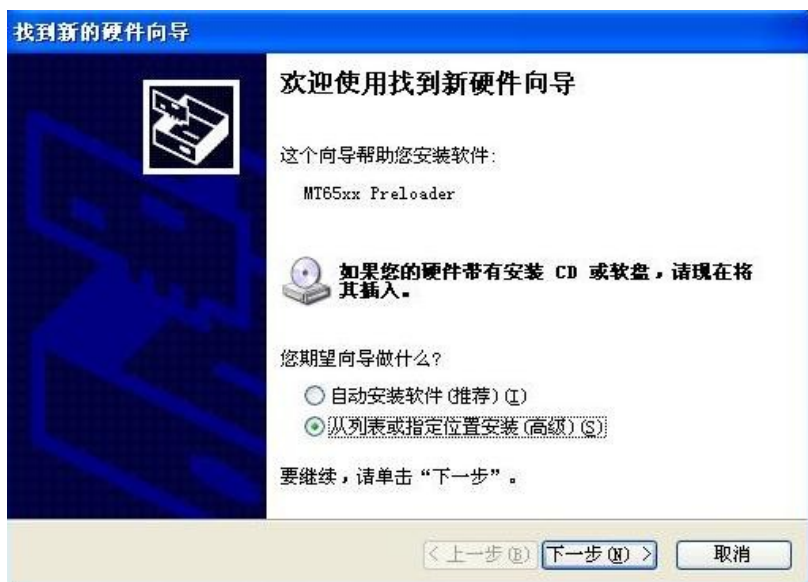 找到新的硬件向导
欢迎使用找到新硬件向导
这个向导帮助您安装软件:
MT65xx Preloader
如果您的硬件带有安装 CD 或软盘，请现在将
其插入。
您期望向导做什么?
自动安装软件(推荐)(I)
从列表或指定位置安装(高级)(S)
要继续，请单击“下一步”。
< 上一步(B) 下一步(N) > 取消